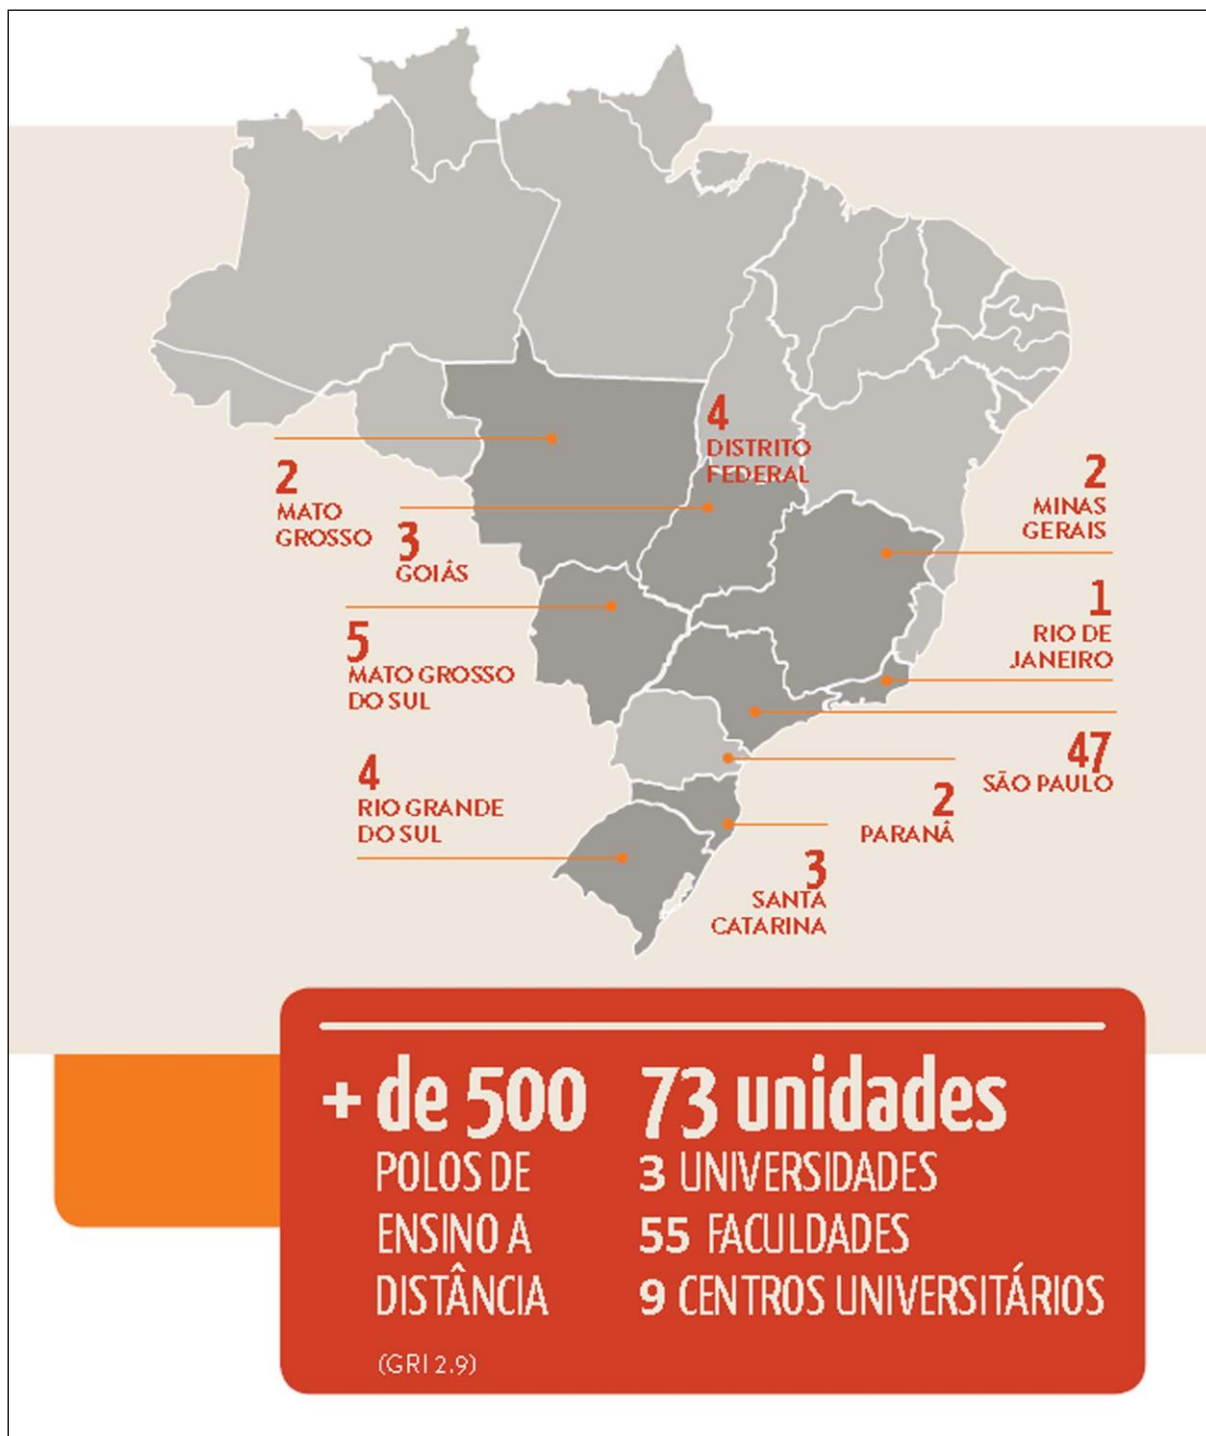 4
DISTRITO
FEDERAL
2
MATO
GROSSO
3
GOIÁS
2
MINAS
GERAIS
5
MATO GROSSO
DO SUL
1
RIO DE
JANEIRO
4
RIO GRANDE
DO SUL
47
SÃO PAULO
2
PARANÁ
3
SANTA
CATARINA
+ de 500
POLOS DE
ENSINO A
DISTÂNCIA
(GRI 2.9)
73 unidades
3 UNIVERSIDADES
55 FACULDADES
9 CENTROS UNIVERSITÁRIOS